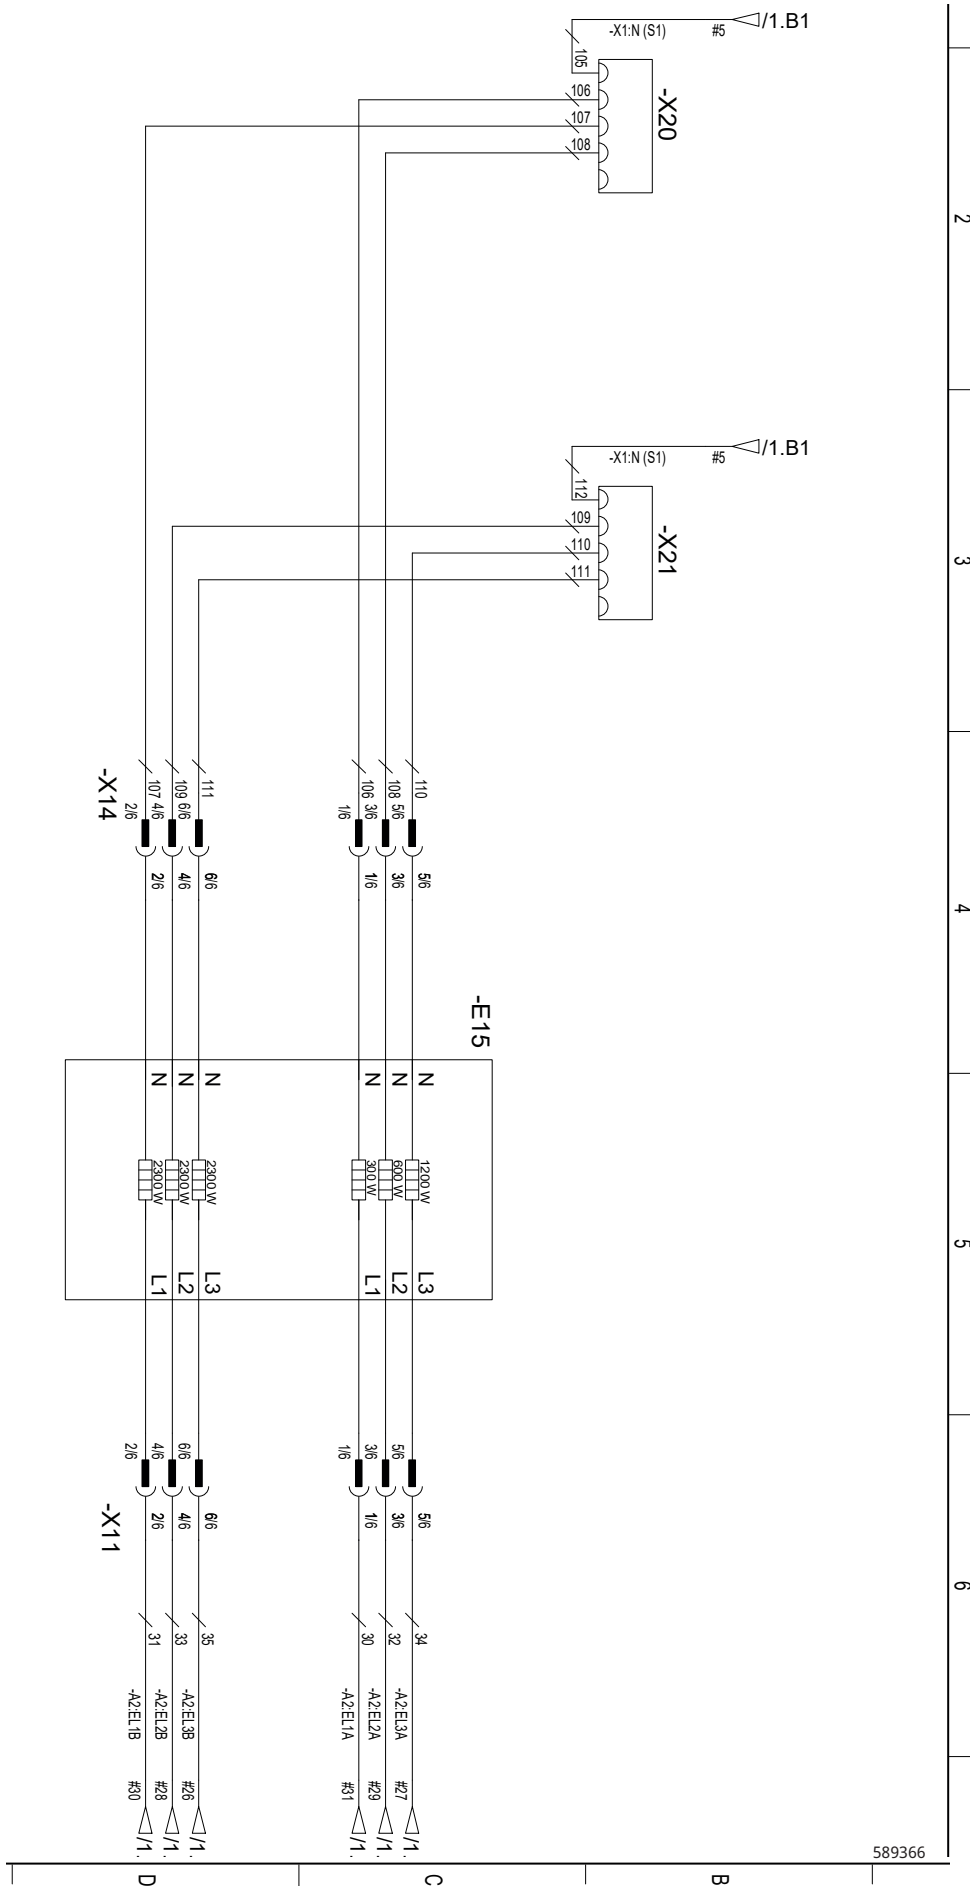 /1.B1
-X1:N (S1)
#5
105
106
107
108
-X20
2
/1.B1
-X1:N (S1)
#5
112
109
110
111
-X21
3
107
109
111
106
108
110
-X14
2/6
4/6
6/6
1/6
3/6
5/6
2/6
4/6
6/6
1/6
3/6
5/6
4
-E15
N
N
N
N
N
N
2300 W
2300 W
2300 W
300 W
600 W
1200 W
L1
L2
L3
L1
L2
L3
5
2/6
4/6
6/6
1/6
3/6
5/6
-X11
2/6
4/6
6/6
1/6
3/6
5/6
6
31
33
35
30
32
34
-A2:EL1B
-A2:EL2B
-A2:EL3B
-A2:EL1A
-A2:EL2A
-A2:EL3A
#30
#28
#26
#31
#29
#27
/1.
/1.
/1.
/1.
/1.
/1.
589366
D
C
B